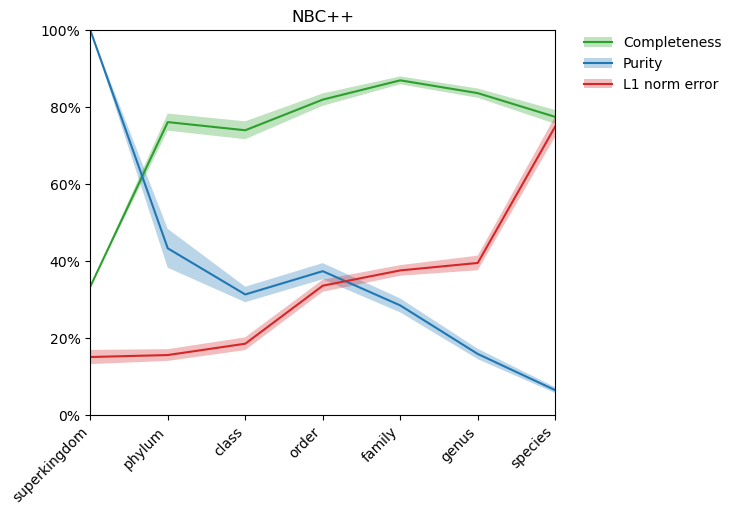 NBC++
100%
80%
60%
40%
20%
0%
superkingdom
phylum
class
order
family
genus
species
Completeness
Purity
L1 norm error